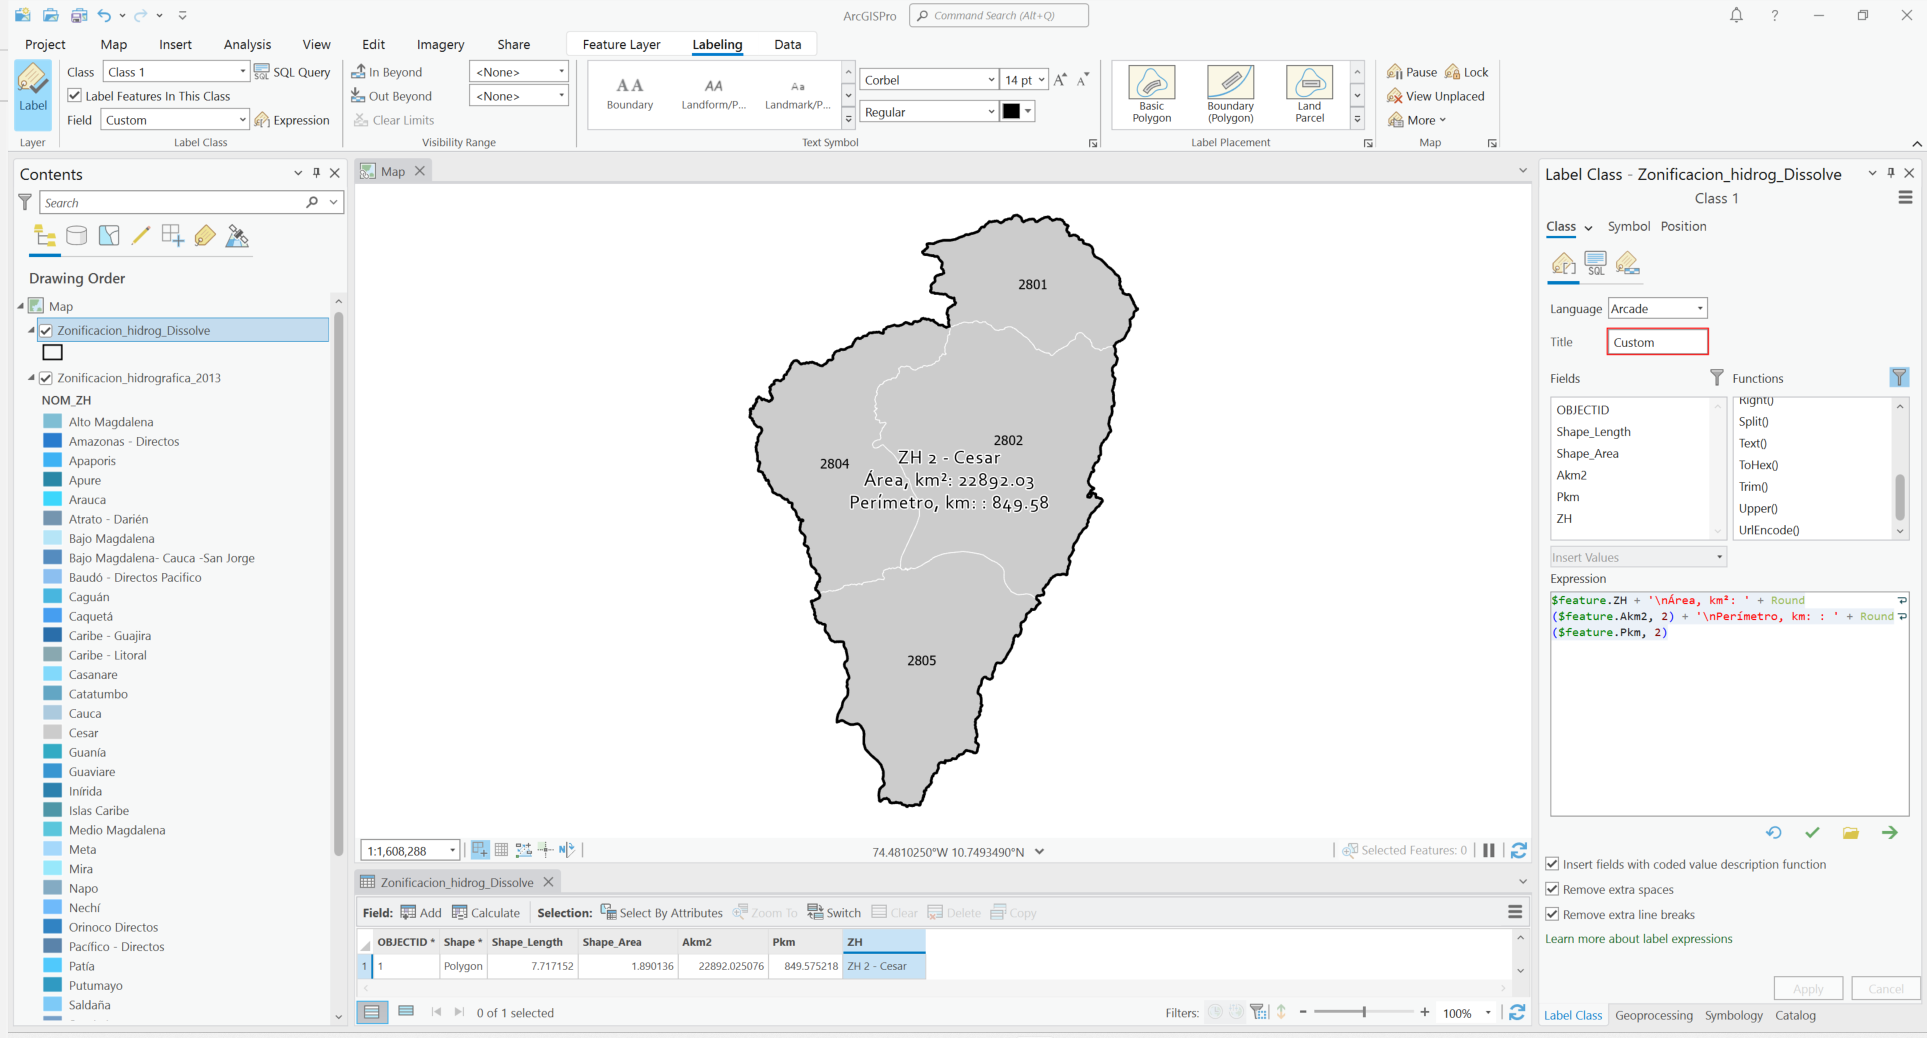 ArcGISPro
Command Search (Alt+Q)
Project Map Insert Analysis View Edit Imagery Share Feature Layer Labeling Data
Label
Layer
Class Class 1 SQL Query
Label Features In This Class
Field Custom Expression
Label Class
In Beyond <None>
Out Beyond <None>
Clear Limits
Visibility Range
AA Boundary
AA Landform/P...
Aa Landmark/P...
Corbel 14 pt
Regular
Text Symbol
Basic Polygon
Boundary (Polygon)
Land Parcel
Label Placement
Pause Lock
View Unplaced
More
Map
Contents
Search
Drawing Order
Map
Zonificacion_hidrog_Dissolve
Zonificacion_hidrografica_2013
NOM_ZH
Alto Magdalena
Amazonas - Directos
Apaporis
Apure
Arauca
Atrato - Darién
Bajo Magdalena
Bajo Magdalena- Cauca -San Jorge
Baudó - Directos Pacifico
Caguán
Caquetá
Caribe - Guajira
Caribe - Litoral
Casanare
Catatumbo
Cauca
Cesar
Guanía
Guaviare
Inírida
Islas Caribe
Medio Magdalena
Meta
Mira
Napo
Nechí
Orinoco Directos
Pacífico - Directos
Patía
Putumayo
Saldaña
Map
2801
2802
2804
ZH 2 - Cesar
Área, km²: 22892.03
Perímetro, km: : 849.58
2805
1:1,608,288
74.4810250°W 10.7493490°N
Selected Features: 0
Zonificacion_hidrog_Dissolve
Field: Add Calculate Selection: Select By Attributes Zoom To Switch Clear Delete Copy
OBJECTID * Shape * Shape_Length Shape_Area Akm2 Pkm ZH
1 1 Polygon 7.717152 1.890136 22892.025076 849.575218 ZH 2 - Cesar
0 of 1 selected
Filters: - + 100%
Label Class - Zonificacion_hidrog_Dissolve
Class 1
Class Symbol Position
SQL
Language Arcade
Title Custom
Fields
OBJECTID
Shape_Length
Shape_Area
Akm2
Pkm
ZH
Functions
Right()
Split()
Text()
ToHex()
Trim()
Upper()
UrlEncode()
Insert Values
Expression
$feature.ZH + '\nÁrea, km²: ' + Round
($feature.Akm2, 2) + '\nPerímetro, km: : ' + Round
($feature.Pkm, 2)
Insert fields with coded value description function
Remove extra spaces
Remove extra line breaks
Learn more about label expressions
Apply Cancel
Label Class Geoprocessing Symbology Catalog